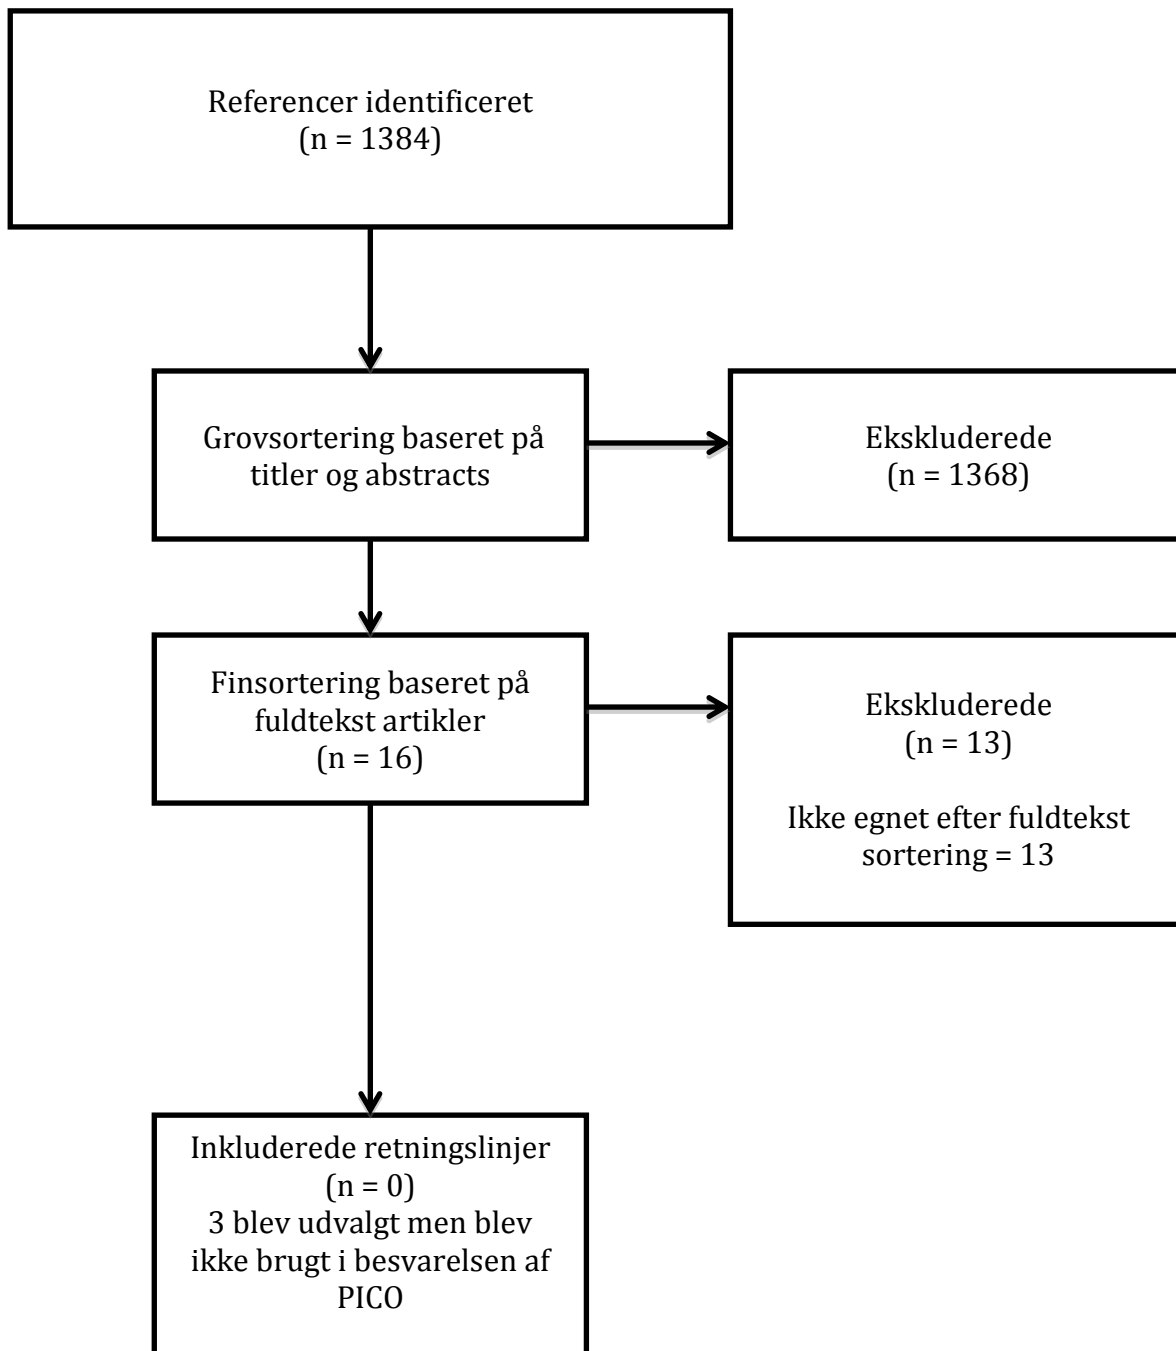 Referencer identificeret
(n = 1384)
Grovsortering baseret på
titler og abstracts
Ekskluderede
(n = 1368)
Finsortering baseret på
fuldtekst artikler
(n = 16)
Ekskluderede
(n = 13)
Ikke egnet efter fuldtekst
sortering = 13
Inkluderede retningslinjer
(n = 0)
3 blev udvalgt men blev
ikke brugt i besvarelsen af
PICO